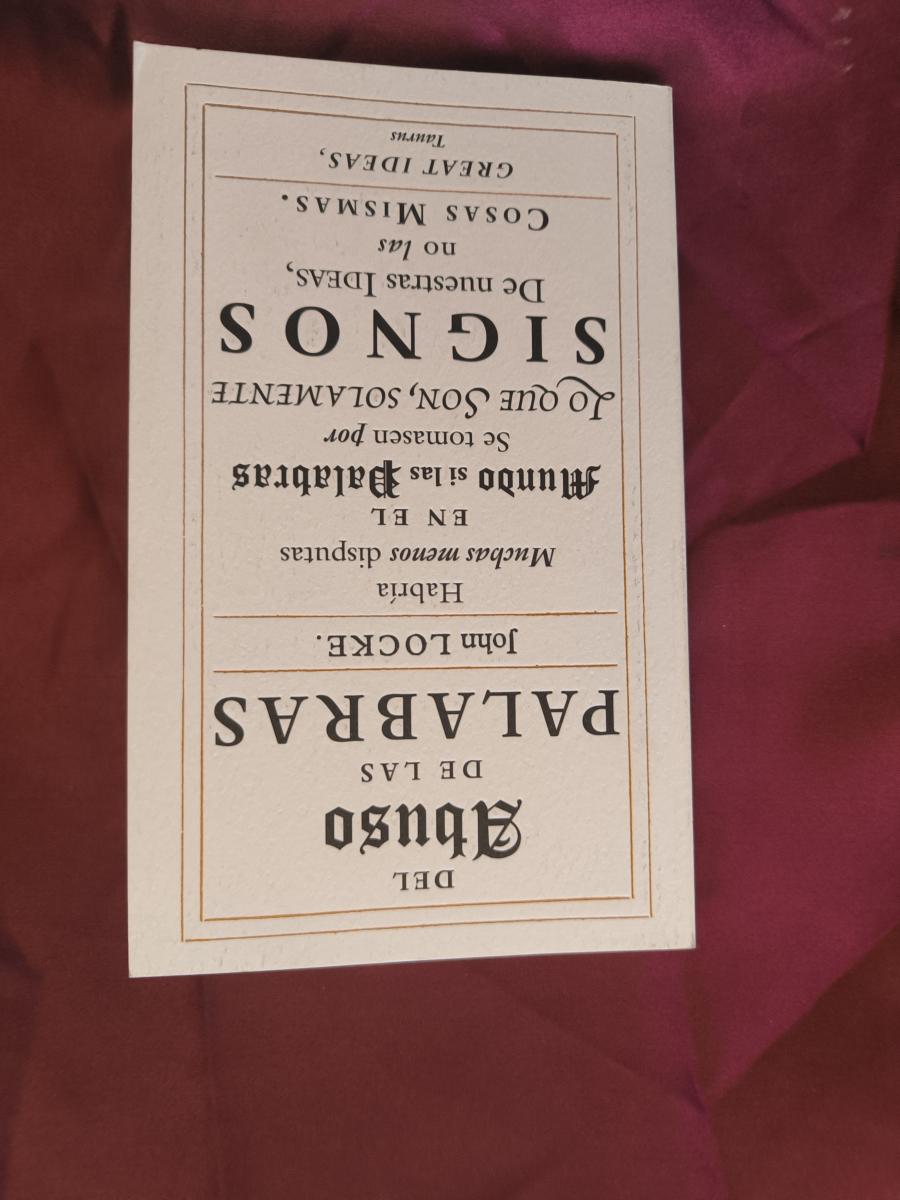 DEL
Abuso
DE LAS
PALABRAS
John LOCKE.
Habría
Muchas menos disputas
EN EL
Mundo si las Palabras
Se tomasen por
Lo QUE SON, SOLAMENTE
SIGNOS
De nuestras IDEAS,
no las
COSAS MISMAS.
GREAT IDEAS,
Taurus